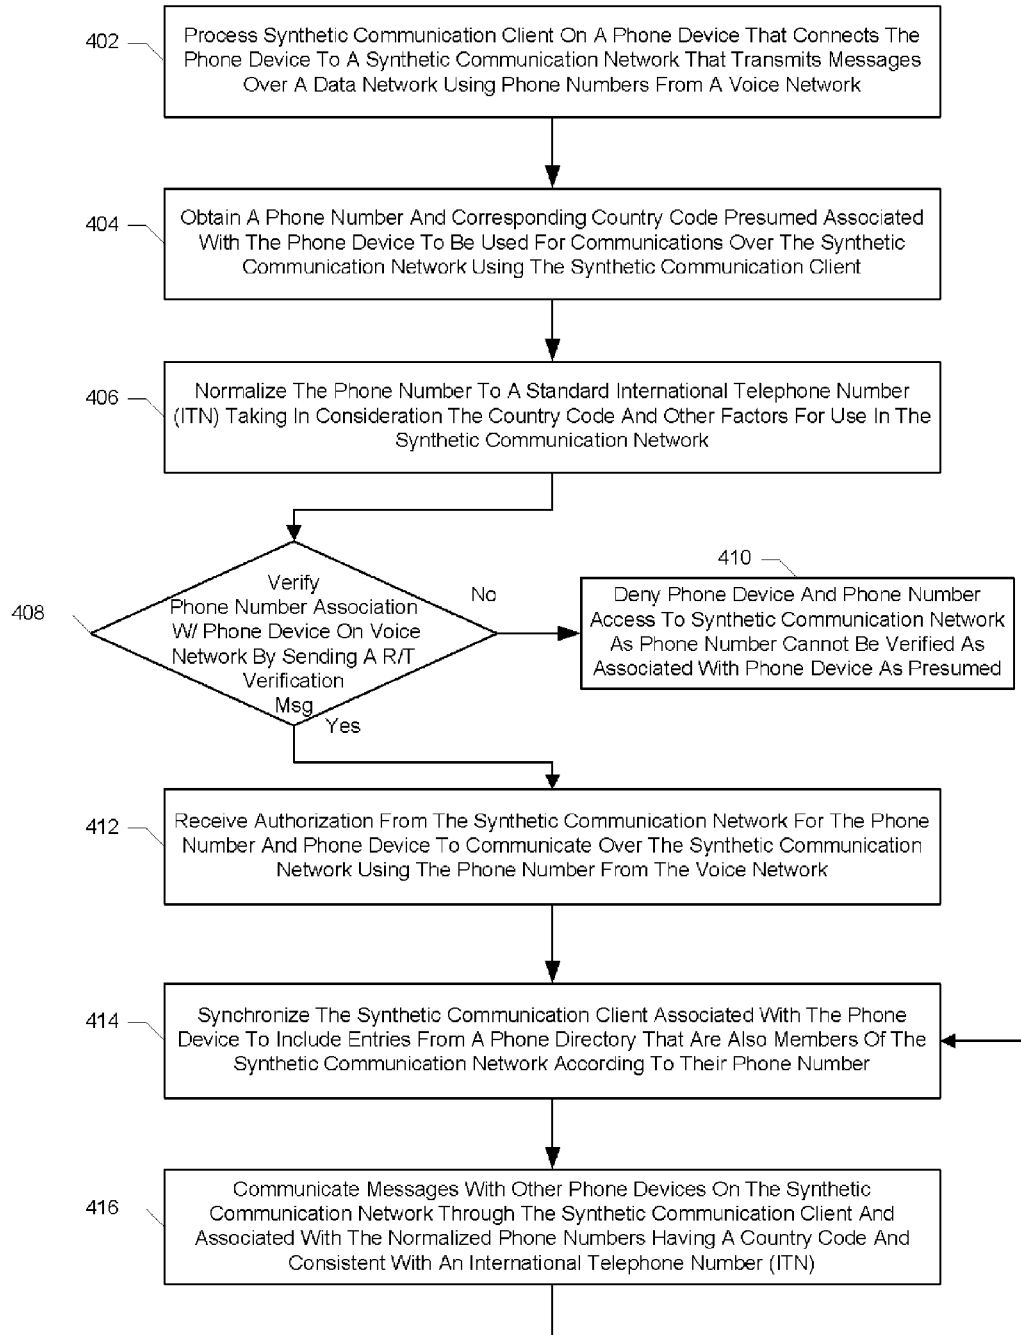 402
Process Synthetic Communication Client On A Phone Device That Connects The
Phone Device To A Synthetic Communication Network That Transmits Messages
Over A Data Network Using Phone Numbers From A Voice Network
404
Obtain A Phone Number And Corresponding Country Code Presumed Associated
With The Phone Device To Be Used For Communications Over The Synthetic
Communication Network Using The Synthetic Communication Client
406
Normalize The Phone Number To A Standard International Telephone Number
(ITN) Taking In Consideration The Country Code And Other Factors For Use In The
Synthetic Communication Network
408
Verify
Phone Number Association
W/ Phone Device On Voice
Network By Sending A R/T
Verification
Msg
No
Yes
410
Deny Phone Device And Phone Number
Access To Synthetic Communication Network
As Phone Number Cannot Be Verified As
Associated With Phone Device As Presumed
412
Receive Authorization From The Synthetic Communication Network For The Phone
Number And Phone Device To Communicate Over The Synthetic Communication
Network Using The Phone Number From The Voice Network
414
Synchronize The Synthetic Communication Client Associated With The Phone
Device To Include Entries From A Phone Directory That Are Also Members Of The
Synthetic Communication Network According To Their Phone Number
416
Communicate Messages With Other Phone Devices On The Synthetic
Communication Network Through The Synthetic Communication Client And
Associated With The Normalized Phone Numbers Having A Country Code And
Consistent With An International Telephone Number (ITN)